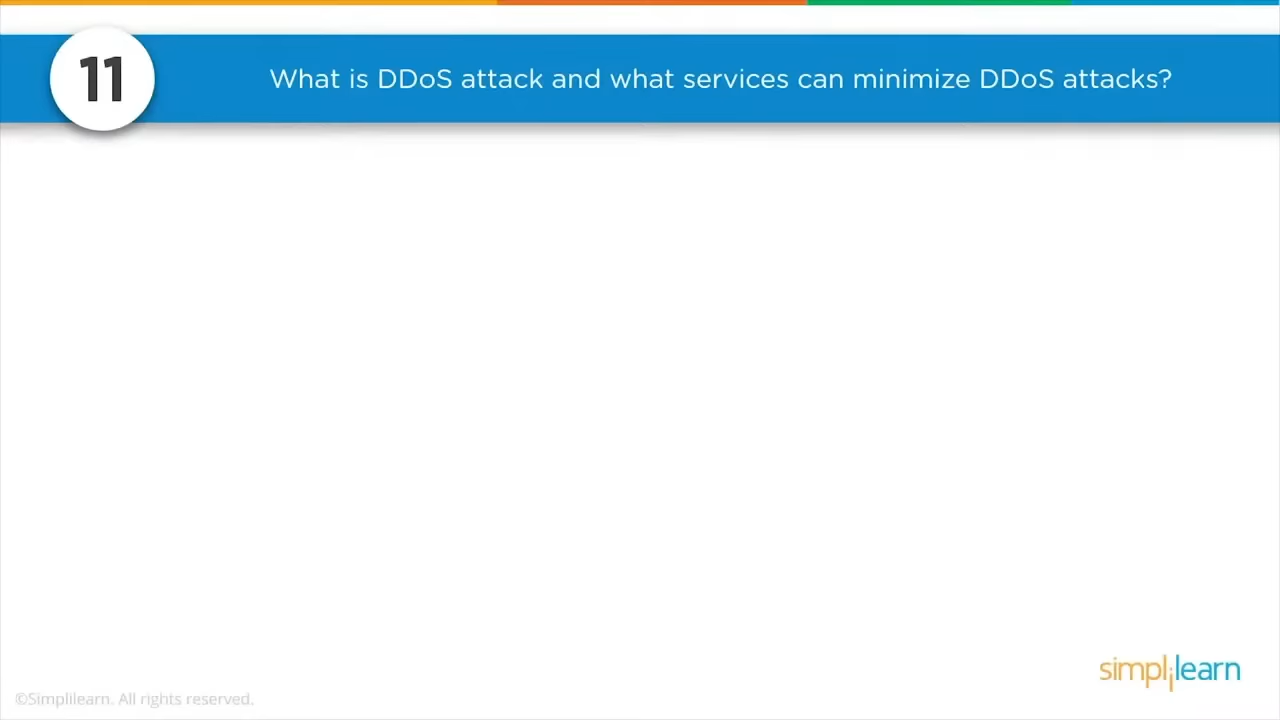 11
What is DDoS attack and what services can minimize DDoS attacks?
simplilearn
©Simplilearn. All rights reserved.